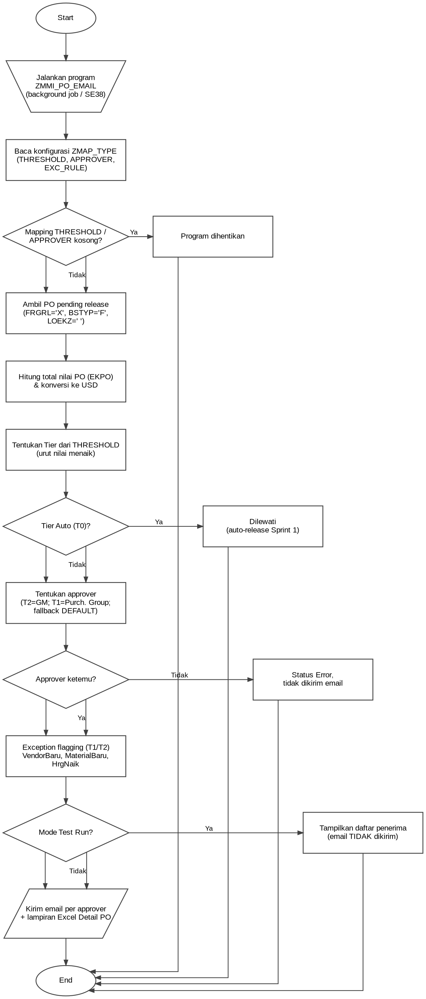 Start
Jalankan program
ZMMI_PO_EMAIL
(background job / SE38)
Baca konfigurasi ZMAP_TYPE
(THRESHOLD, APPROVER,
EXC_RULE)
Mapping THRESHOLD /
APPROVER kosong?
Ya
Program dihentikan
Tidak
Ambil PO pending release
(FRGRL='X', BSTYP='F',
LOEKZ=' ')
Hitung total nilai PO (EKPO)
& konversi ke USD
Tentukan Tier dari THRESHOLD
(urut nilai menaik)
Tier Auto (T0)?
Ya
Dilewati
(auto-release Sprint 1)
Tidak
Tentukan approver
(T2=GM; T1=Purch. Group;
fallback DEFAULT)
Approver ketemu?
Tidak
Status Error,
tidak dikirim email
Ya
Exception flagging (T1/T2)
VendorBaru, MaterialBaru,
HrgNaik
Mode Test Run?
Ya
Tampilkan daftar penerima
(email TIDAK dikirim)
Tidak
Kirim email per approver
+ lampiran Excel Detail PO
End